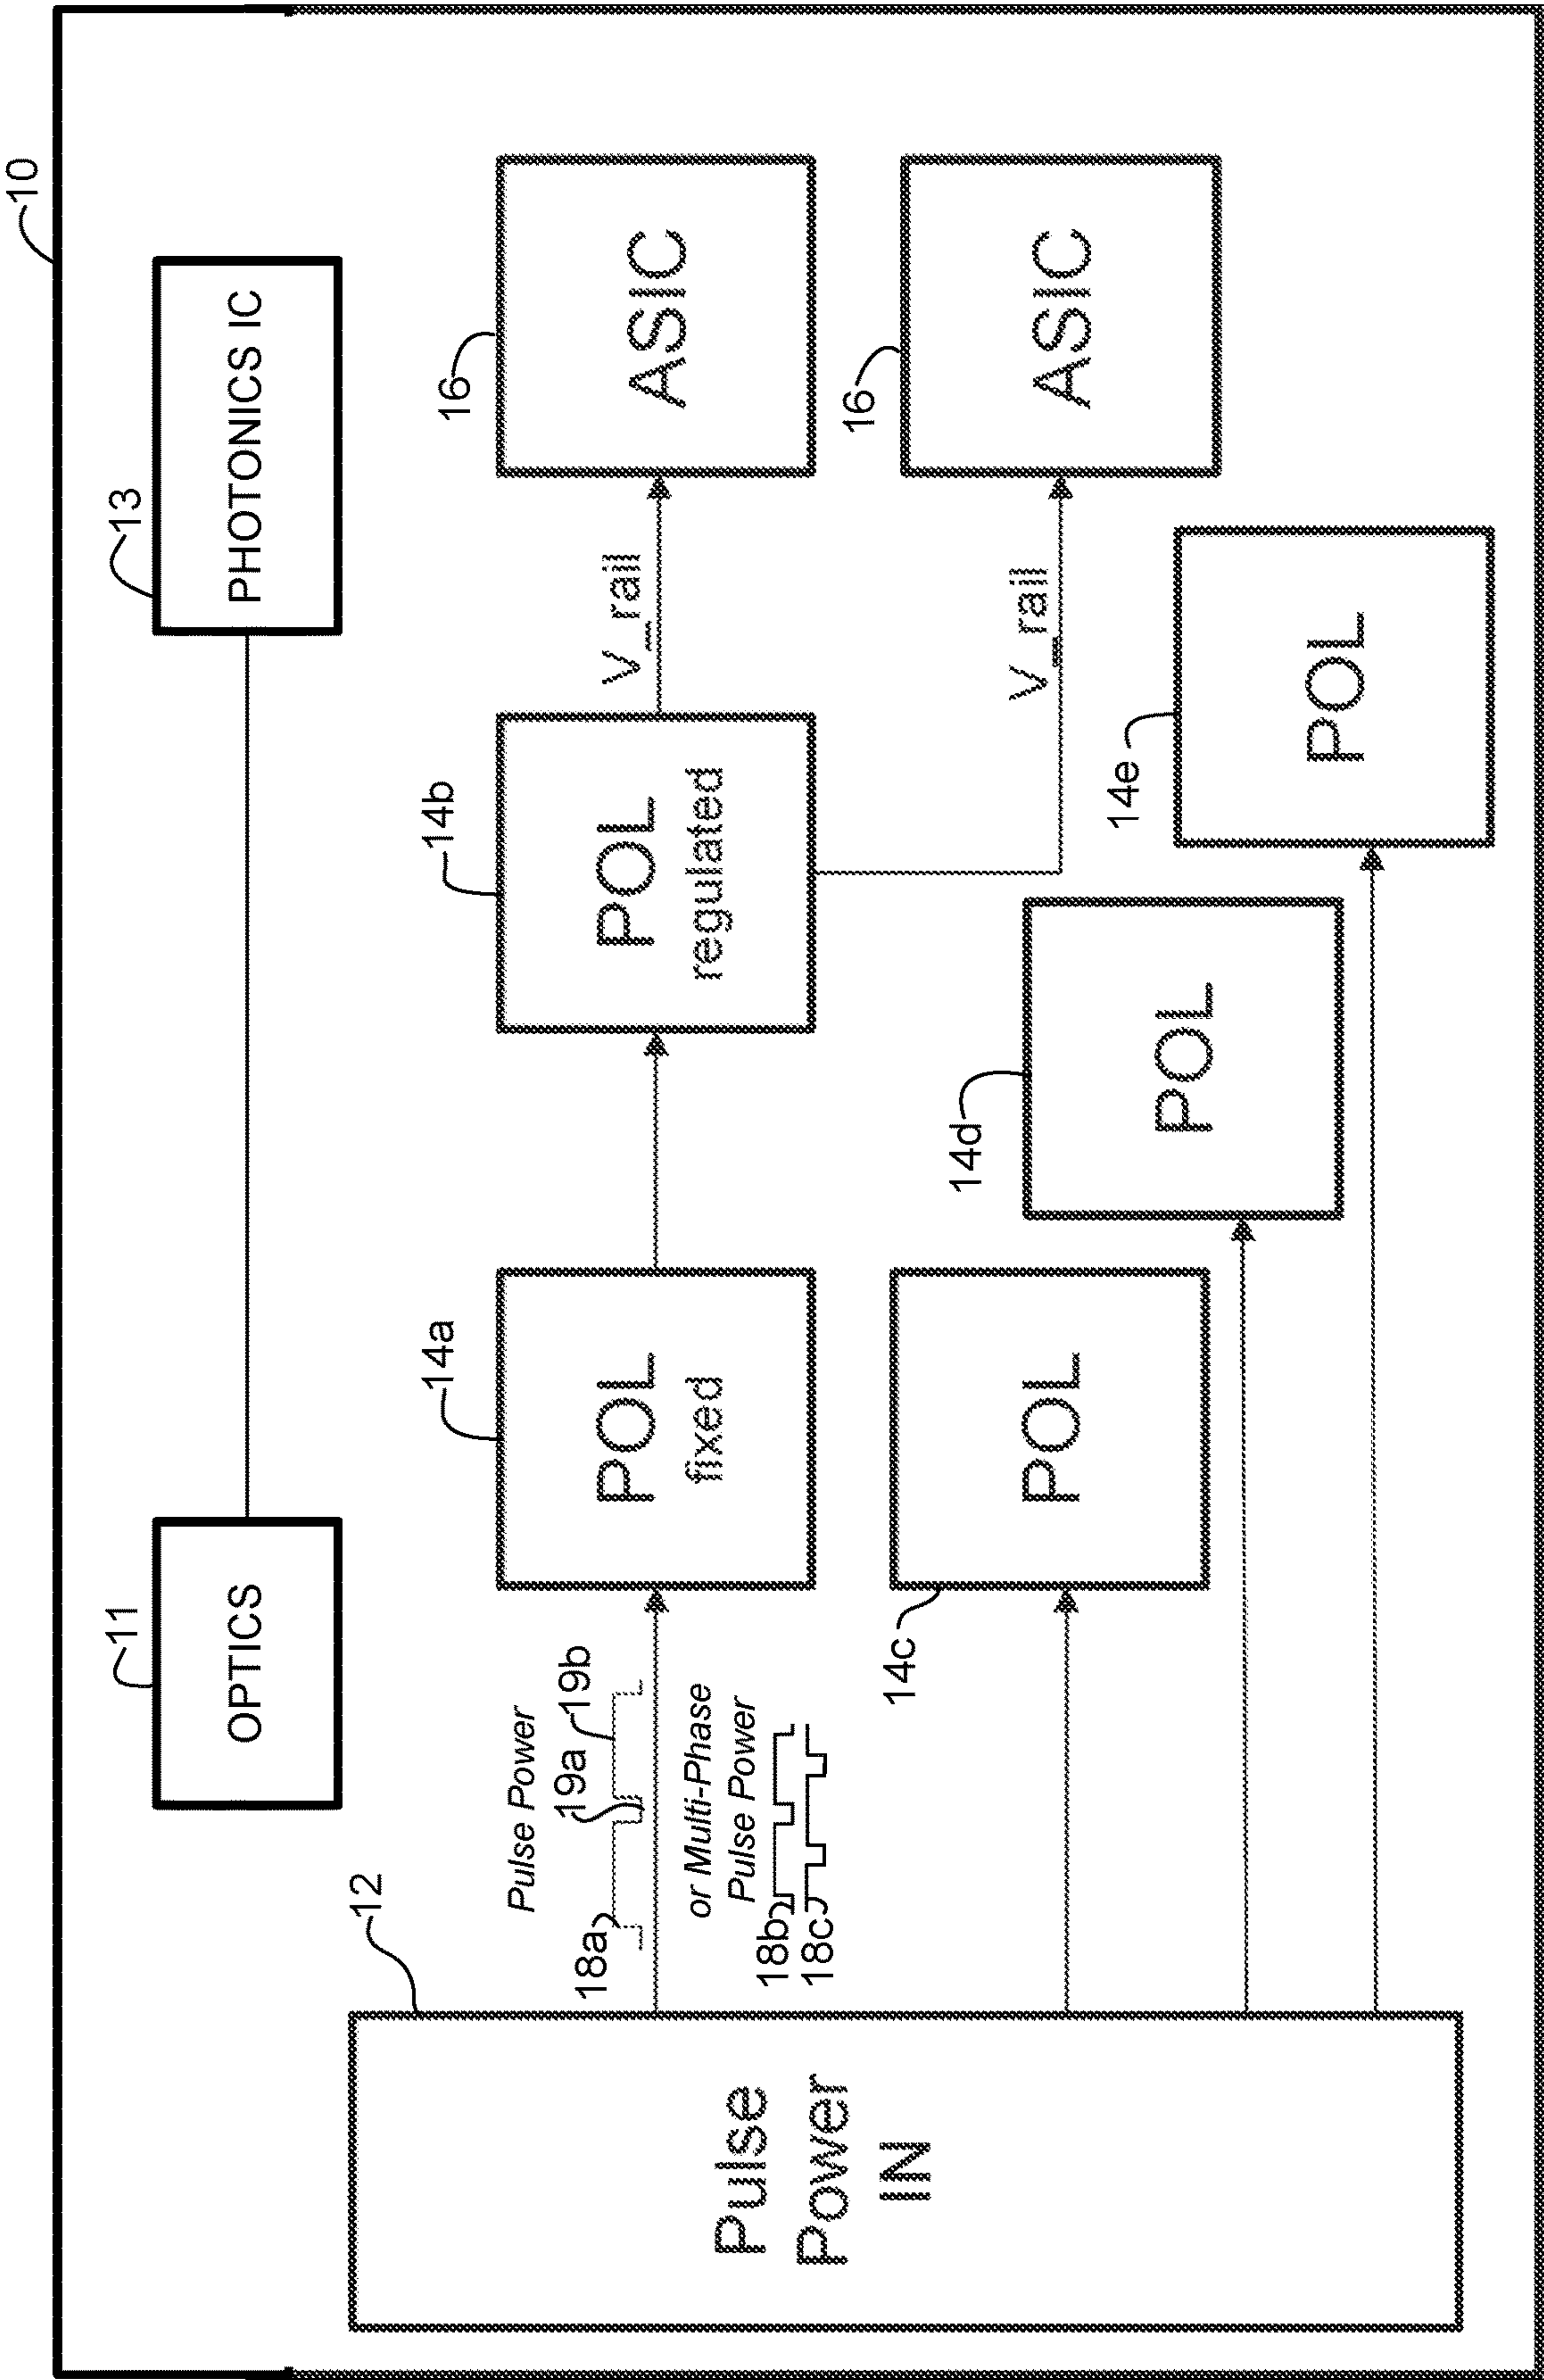 10
11
OPTICS
13
PHOTONICS IC
12
Pulse
Power
IN
Pulse Power
18a
19a
19b
or Multi-Phase
Pulse Power
18b
18c
14a
POL
fixed
14b
POL
regulated
V_rail
16
ASIC
V_rail
16
ASIC
14c
POL
14d
POL
14e
POL